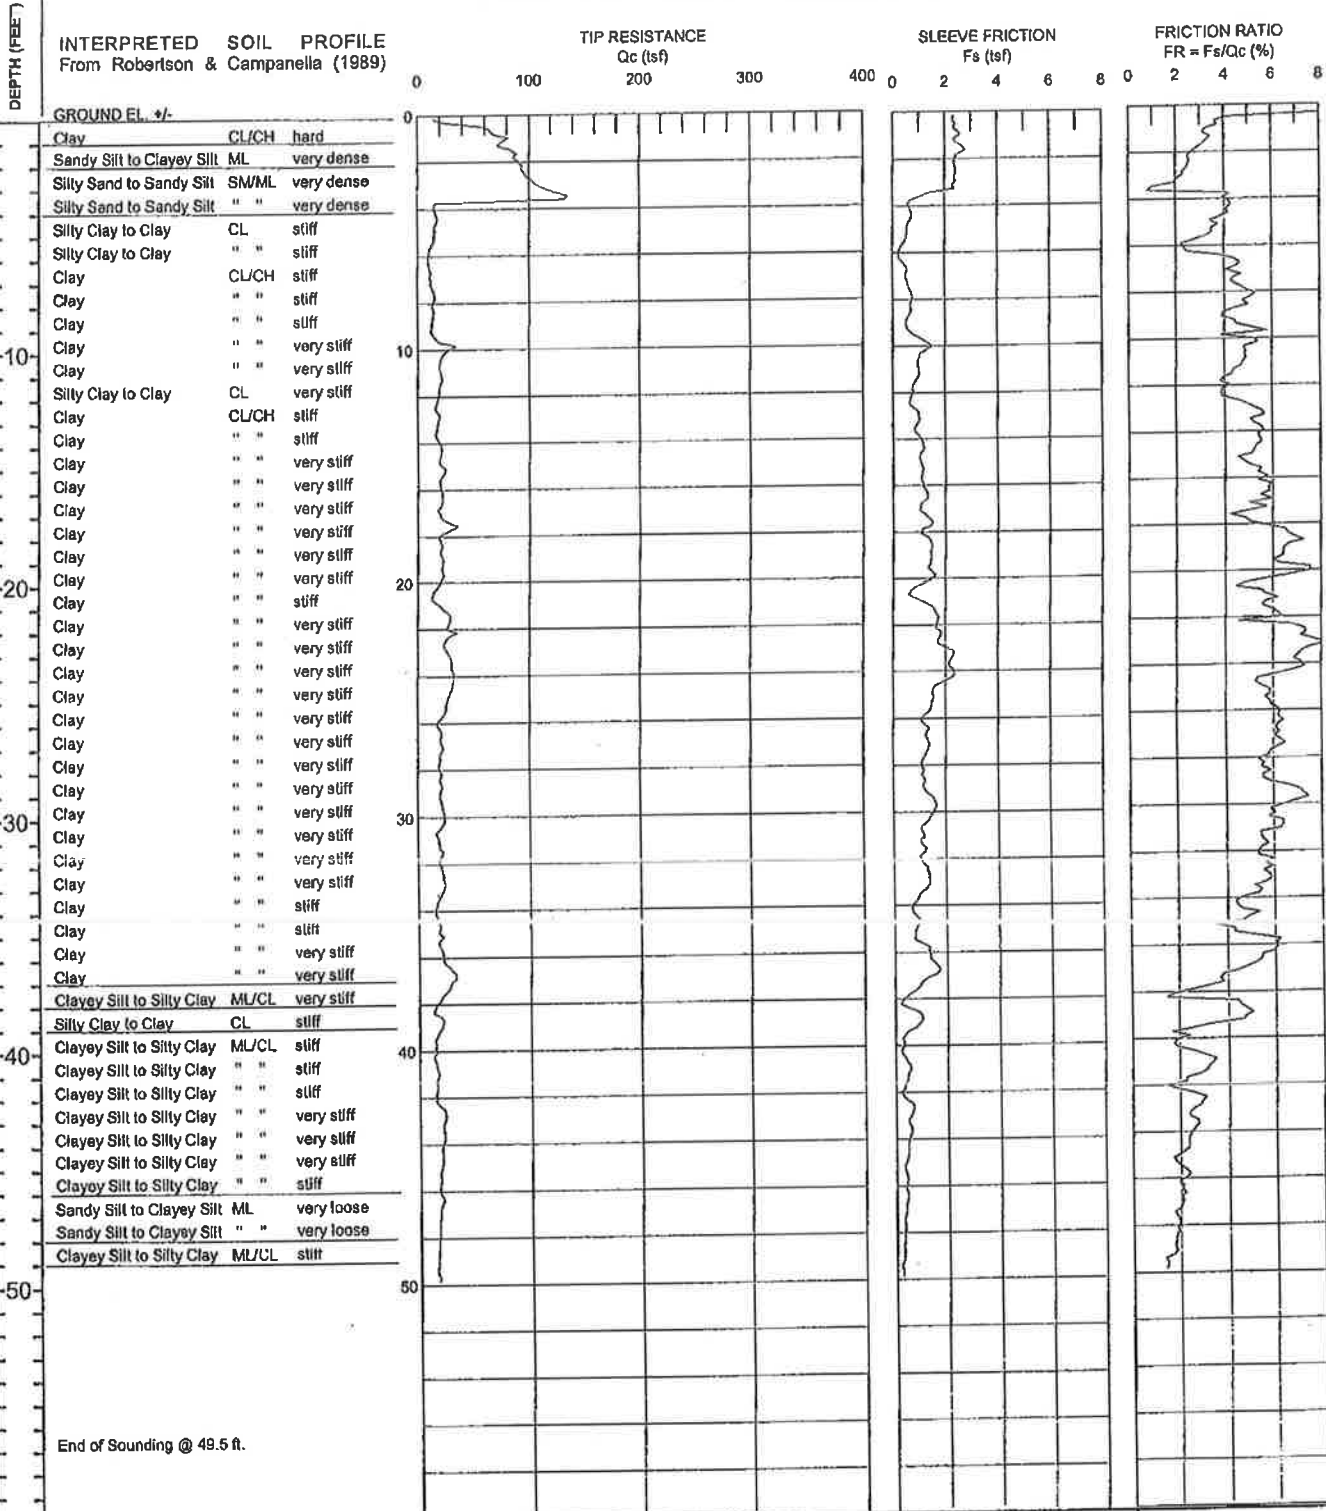 DEPTH (FEET)
INTERPRETED SOIL PROFILE
From Robertson & Campanella (1989)
TIP RESISTANCE
Qc (tsf)
SLEEVE FRICTION
Fs (tsf)
FRICTION RATIO
FR = Fs/Qc (%)
0 100 200 300 400
0 2 4 6 8
0 2 4 6 8
GROUND EL. +/-
0
Clay CL/CH hard
Sandy Silt to Clayey Silt ML very dense
Silty Sand to Sandy Silt SM/ML very dense
Silty Sand to Sandy Silt " " very dense
Silty Clay to Clay CL stiff
Silty Clay to Clay " " stiff
Clay CL/CH stiff
Clay " " stiff
Clay " " stiff
10 Clay " " very stiff 10
Clay " " very stiff
Silty Clay to Clay CL very stiff
Clay CL/CH stiff
Clay " " stiff
Clay " " very stiff
Clay " " very stiff
Clay " " very stiff
Clay " " very stiff
Clay " " very stiff
20 Clay " " very stiff 20
Clay " " stiff
Clay " " very stiff
Clay " " very stiff
Clay " " very stiff
Clay " " very stiff
Clay " " very stiff
Clay " " very stiff
Clay " " very stiff
Clay " " very stiff
30 Clay " " very stiff 30
Clay " " very stiff
Clay " " very stiff
Clay " " very stiff
Clay " " stiff
Clay " " stiff
Clay " " very stiff
Clay " " very stiff
Clayey Silt to Silty Clay ML/CL very stiff
Silty Clay to Clay CL stiff
40 Clayey Silt to Silty Clay ML/CL stiff 40
Clayey Silt to Silty Clay " " stiff
Clayey Silt to Silty Clay " " stiff
Clayey Silt to Silty Clay " " very stiff
Clayey Silt to Silty Clay " " very stiff
Clayey Silt to Silty Clay " " very stiff
Clayey Silt to Silty Clay " " stiff
Sandy Silt to Clayey Silt ML very loose
Sandy Silt to Clayey Silt " " very loose
Clayey Silt to Silty Clay ML/CL stiff
50 50
End of Sounding @ 49.5 ft.